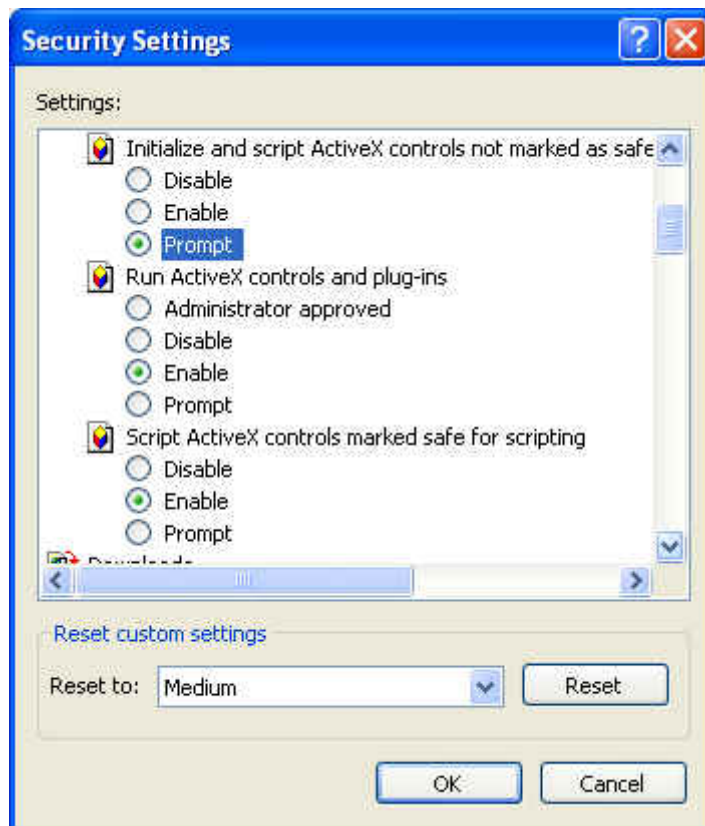 Security Settings
Settings:
Initialize and script ActiveX controls not marked as safe
Disable
Enable
Prompt
Run ActiveX controls and plug-ins
Administrator approved
Disable
Enable
Prompt
Script ActiveX controls marked safe for scripting
Disable
Enable
Prompt
Downloads
Reset custom settings
Reset to: Medium Reset
OK Cancel